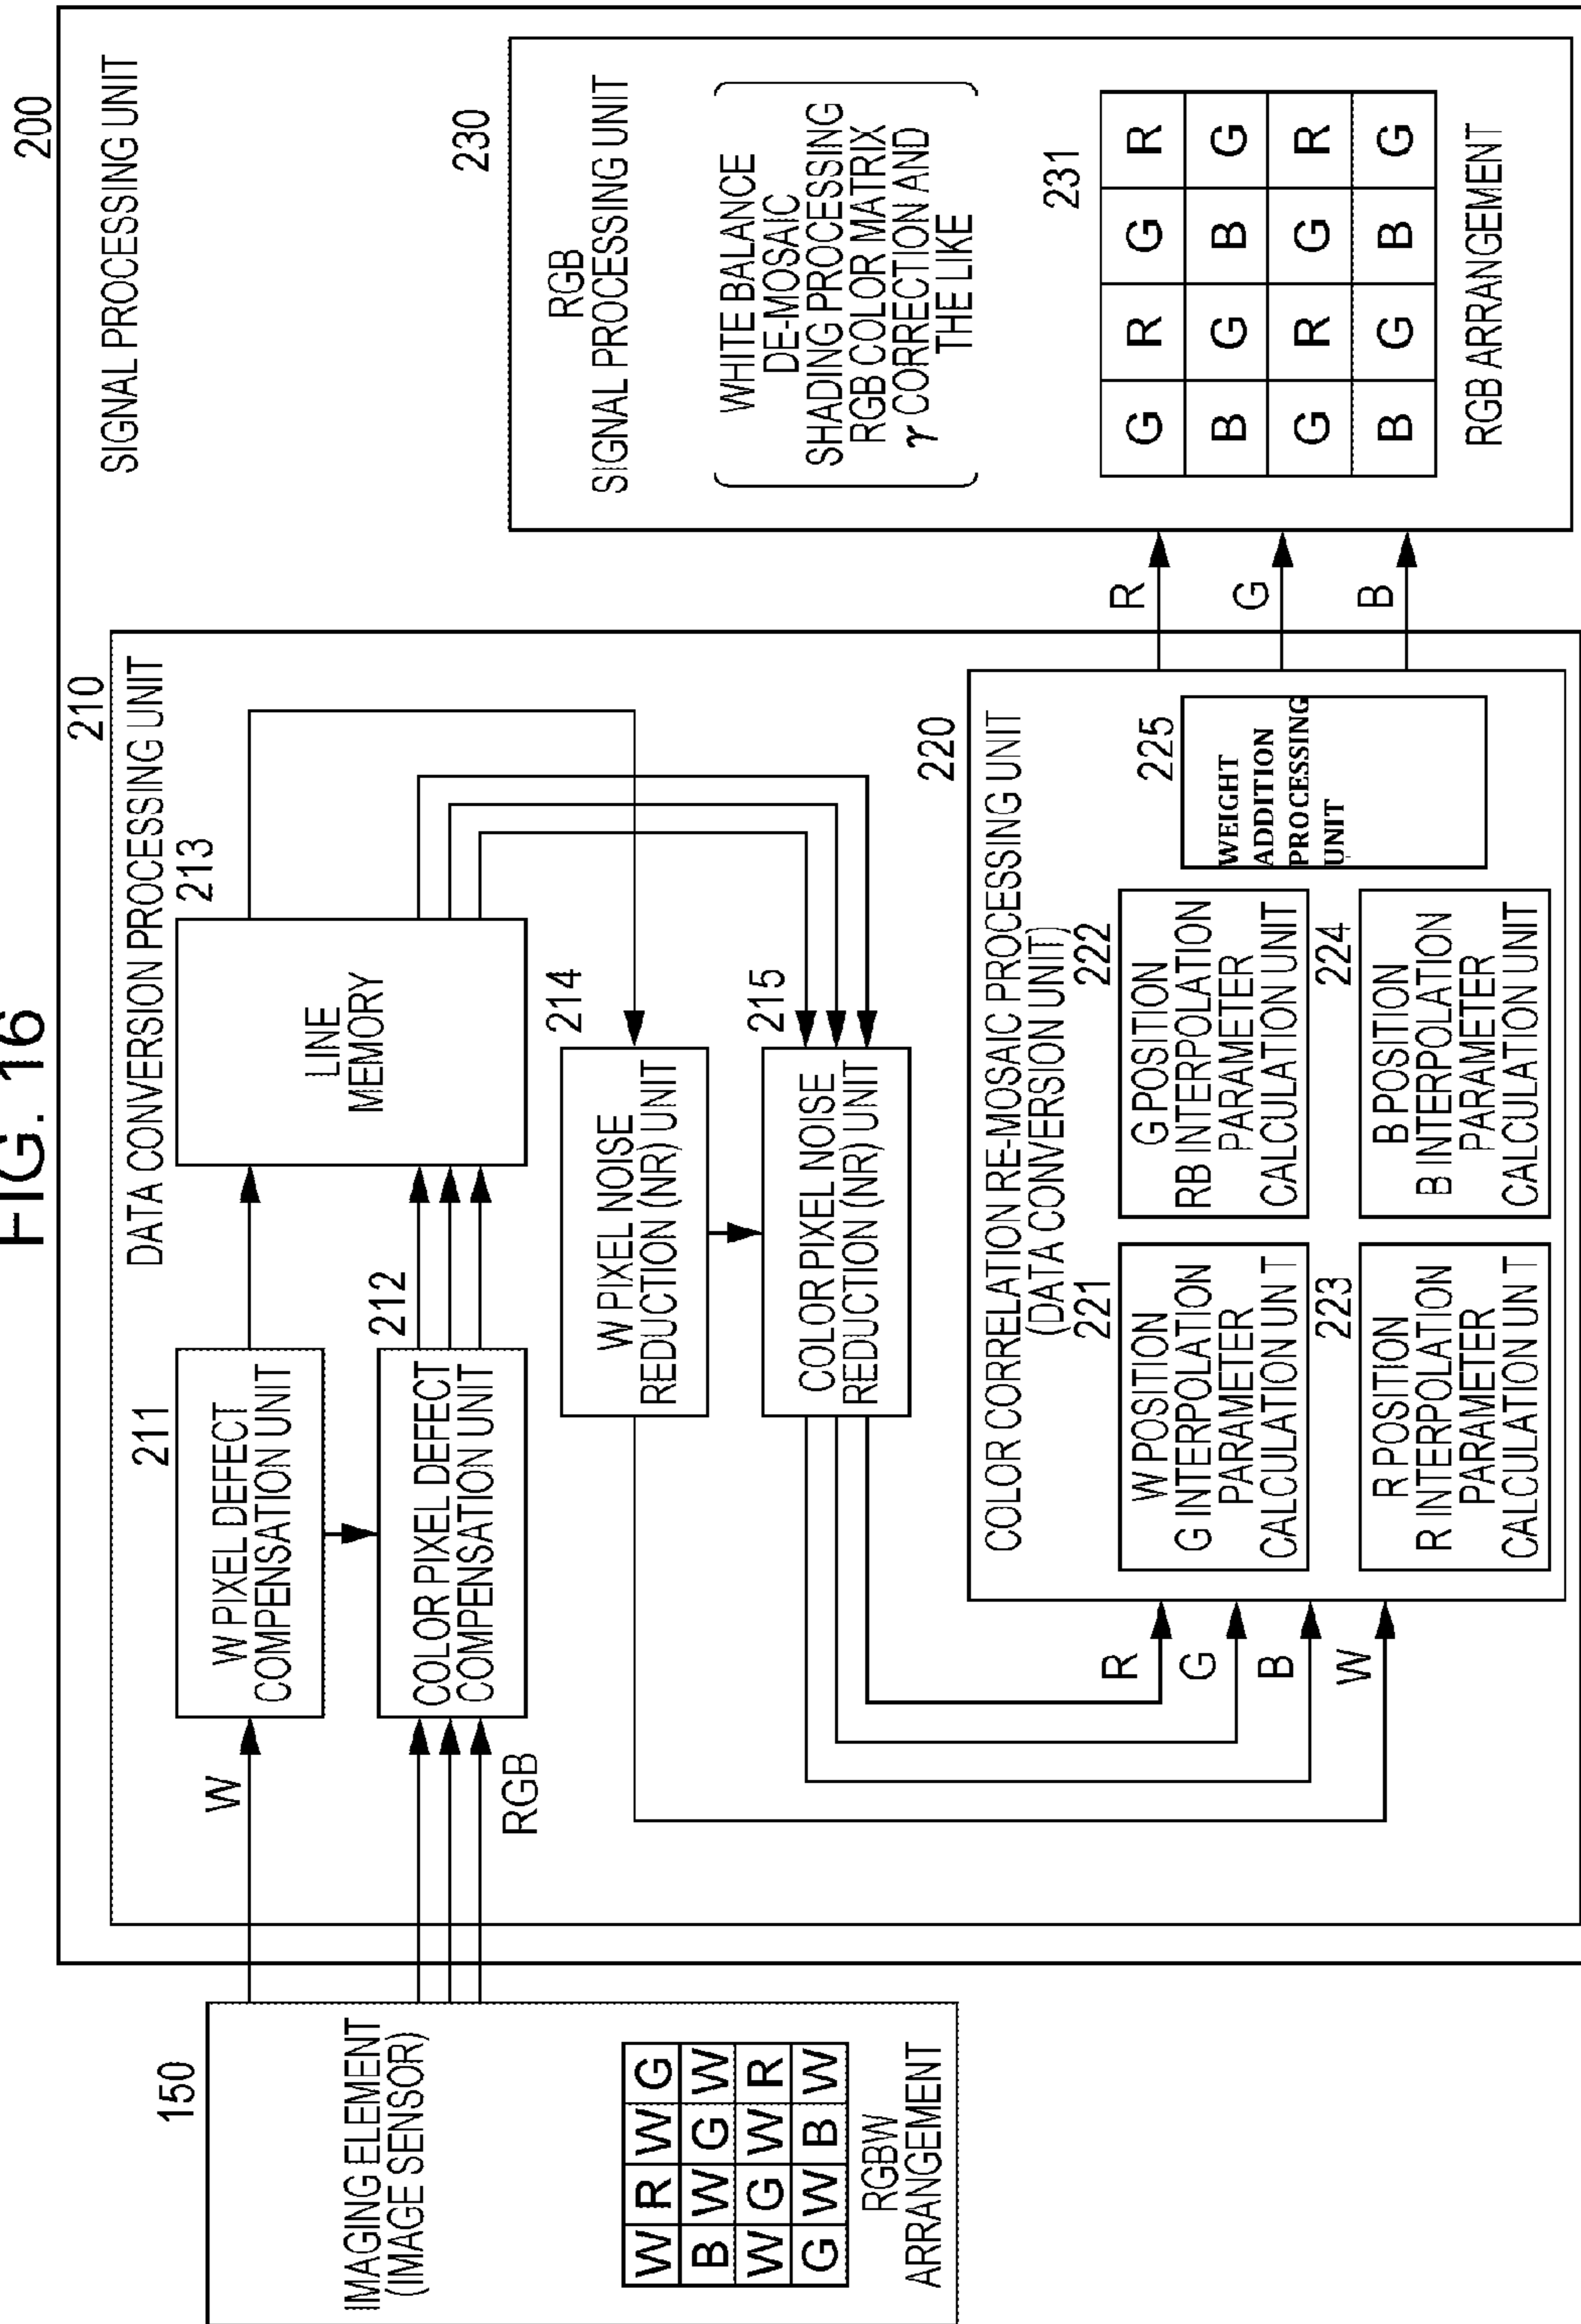 FIG. 16
200
SIGNAL PROCESSING UNIT
150
IMAGING ELEMENT
(IMAGE SENSOR)
W R W G
B W G W
W G W R
G W B W
RGBW
ARRANGEMENT
W
RGB
210
DATA CONVERSION PROCESSING UNIT
211
W PIXEL DEFECT
COMPENSATION UNIT
212
COLOR PIXEL DEFECT
COMPENSATION UNIT
213
LINE
MEMORY
214
W PIXEL NOISE
REDUCTION (NR) UNIT
215
COLOR PIXEL NOISE
REDUCTION (NR) UNIT
R
G
B
W
220
COLOR CORRELATION RE-MOSAIC PROCESSING UNIT
(DATA CONVERSION UNIT)
221
W POSITION
G INTERPOLATION
PARAMETER
CALCULATION UNIT
222
G POSITION
RB INTERPOLATION
PARAMETER
CALCULATION UNIT
223
R POSITION
R INTERPOLATION
PARAMETER
CALCULATION UNIT
224
B POSITION
B INTERPOLATION
PARAMETER
CALCULATION UNIT
225
WEIGHT
ADDITION
PROCESSING
UNIT
R
G
B
230
RGB
SIGNAL PROCESSING UNIT
WHITE BALANCE
DE-MOSAIC
SHADING PROCESSING
RGB COLOR MATRIX
γ CORRECTION AND
THE LIKE
231
G R G R
B G B G
G R G R
B G B G
RGB ARRANGEMENT